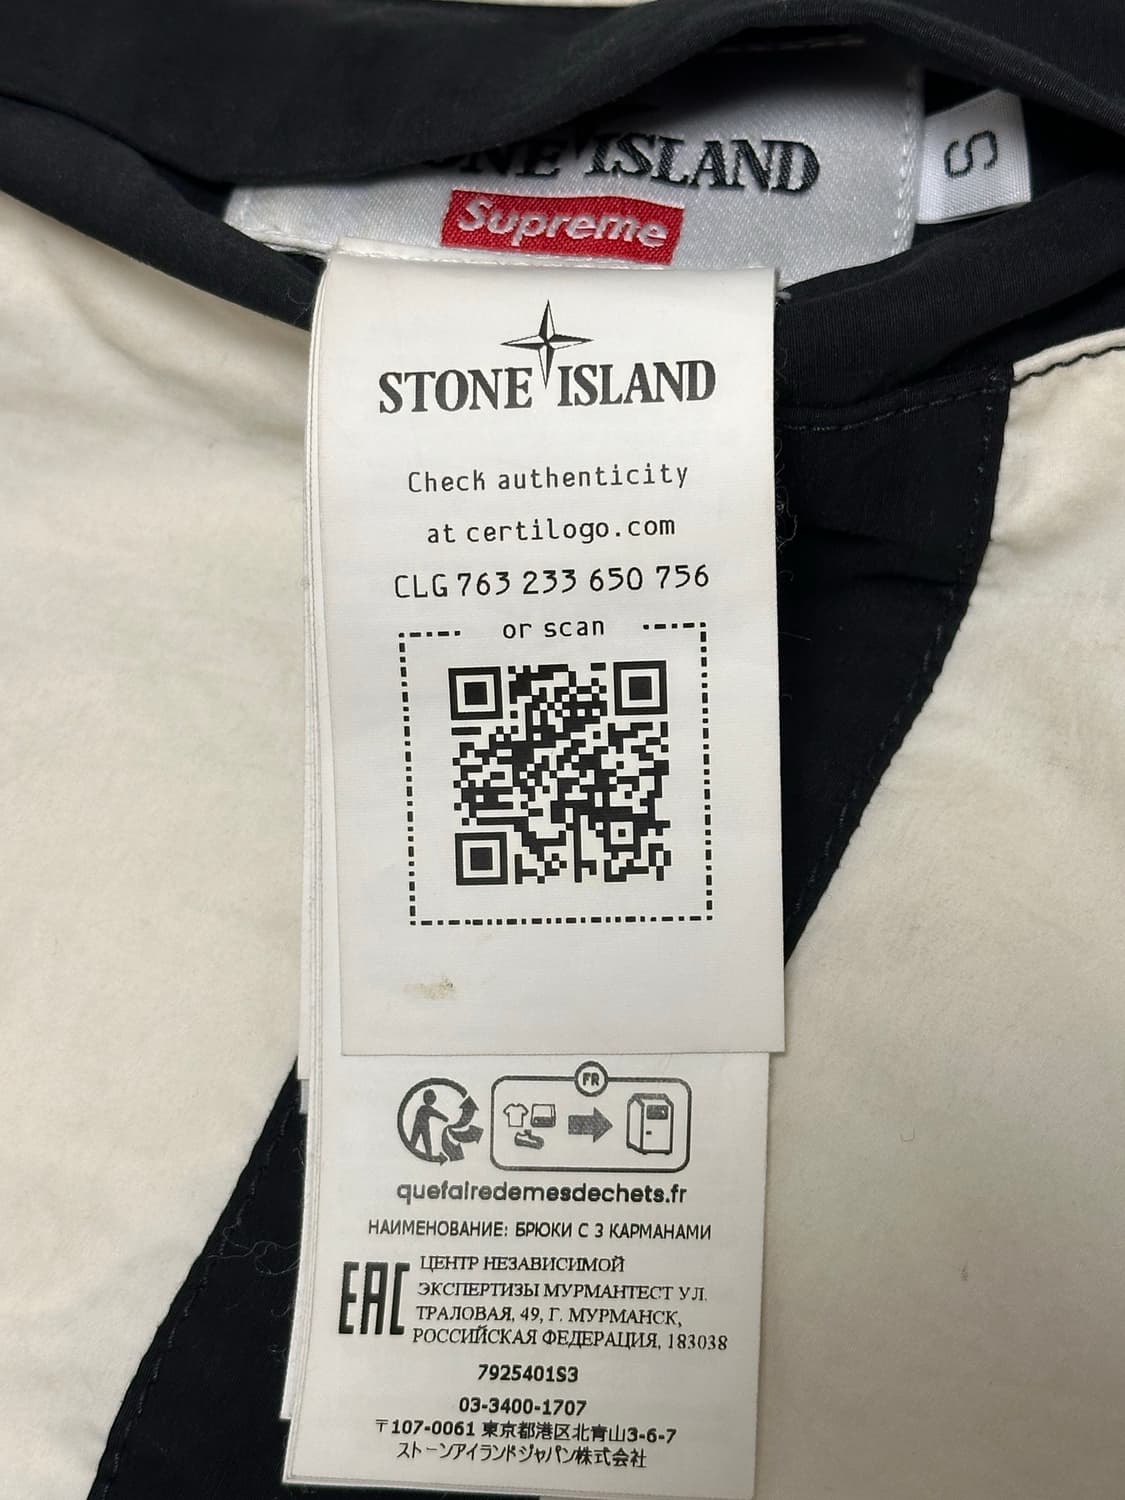 STONE ISLAND
S
Supreme
STONE ISLAND
Check authenticity
at certilogo.com
CLG 763 233 650 756
or scan
FR
quefairedemesdechets.fr
НАИМЕНОВАНИЕ: БРЮКИ С 3 КАРМАНАМИ
EAC
ЦЕНТР НЕЗАВИСИМОЙ
ЭКСПЕРТИЗЫ МУРМАНТЕСТ УЛ.
ТРАЛОВАЯ, 49, Г. МУРМАНСК,
РОССИЙСКАЯ ФЕДЕРАЦИЯ, 183038
7925401S3
03-3400-1707
〒107-0061 東京都港区北青山3-6-7
ストーンアイランドジャパン株式会社